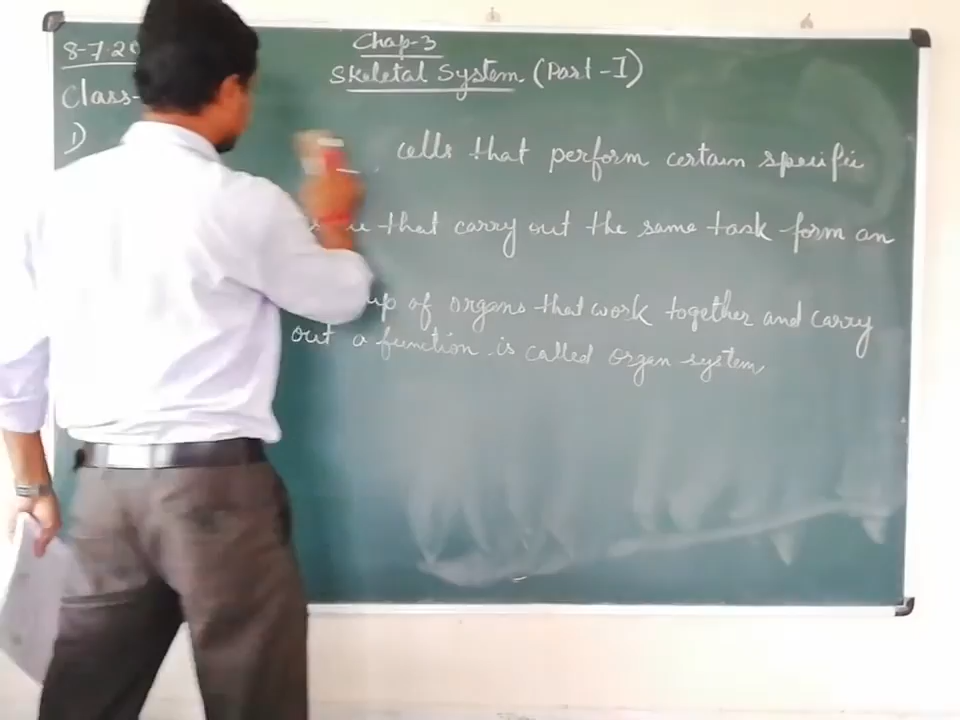 8-7-20
Chap-3
Skeletal System (Part-I)
Class-
1)
cells that perform certain specific
that carry out the same task form an
up of organs that work together and carry
out a function is called organ system